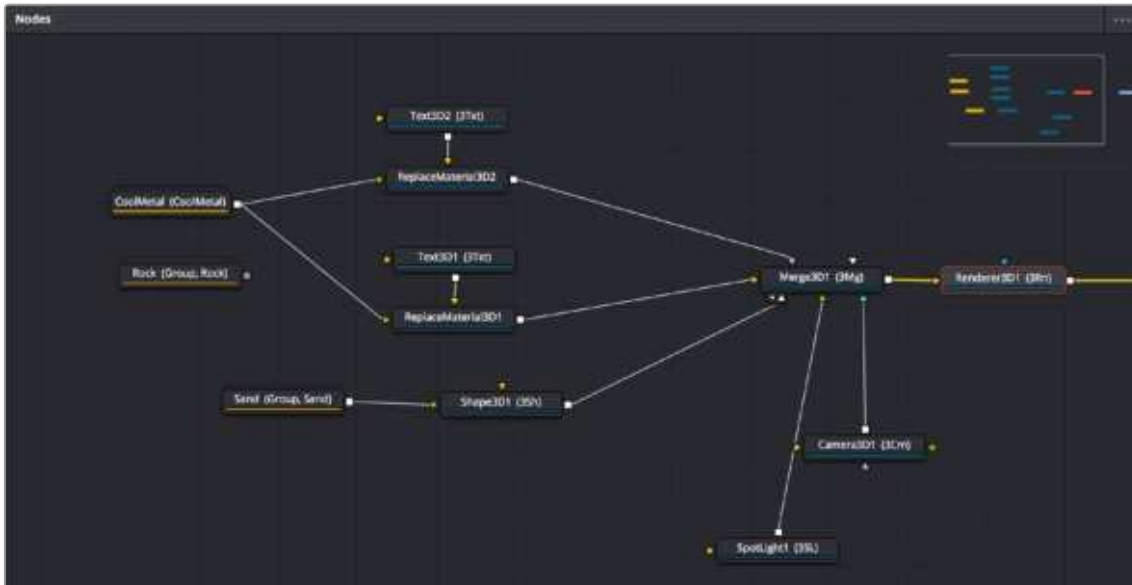 Nodes
Text3D2 (3Txt)
ReplaceMaterial3D2
CoolMetal (CoolMetal)
Text3D1 (3Txt)
Rock (Group, Rock)
Merge3D1 (3Mg)
Renderer3D1 (3Rn)
ReplaceMaterial3D1
Sand (Group, Sand)
Shape3D1 (3Sh)
Camera3D1 (3Cm)
SpotLight1 (3SL)